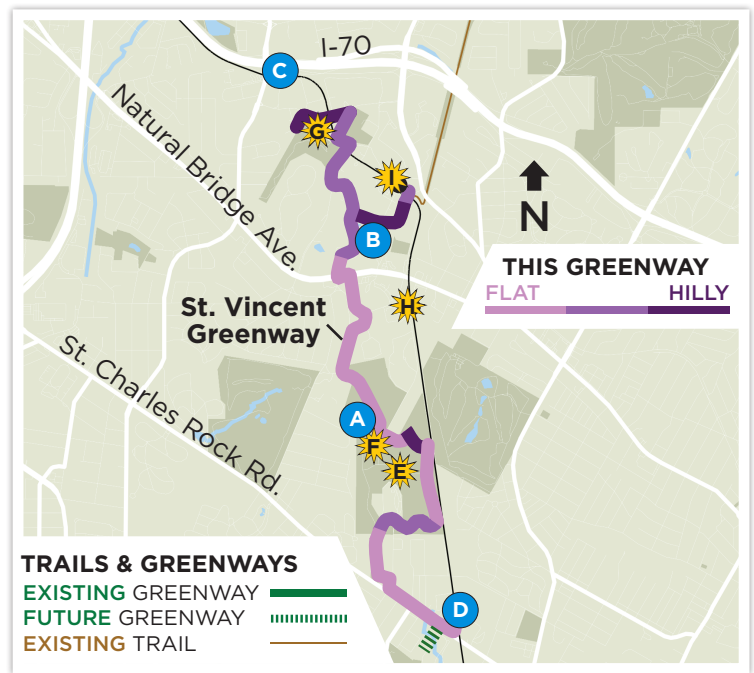 I-70
C
G
Natural Bridge Ave.
I
N
B
THIS GREENWAY
FLAT HILLY
St. Vincent
Greenway
H
St. Charles Rock Rd.
A
F
E
TRAILS & GREENWAYS
EXISTING GREENWAY
FUTURE GREENWAY
EXISTING TRAIL
D